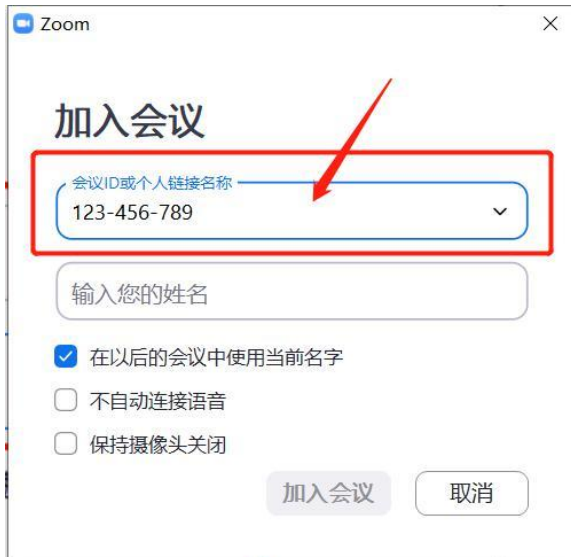 Zoom
加入会议
会议ID或个人链接名称
123-456-789
输入您的姓名
在以后的会议中使用当前名字
不自动连接语音
保持摄像头关闭
加入会议 取消